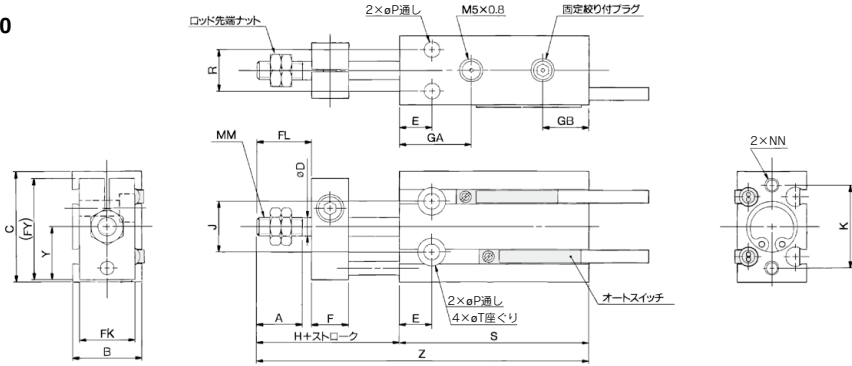 0
ロッド先端ナット
2×øP通し
M5×0.8
固定絞り付プラグ
R
E
GA
GB
MM
FL
øD
2×NN
C
(FY)
Y
J
K
A
F
E
2×øP通し
4×øT座ぐり
オートスイッチ
FK
B
H+ストローク
S
Z